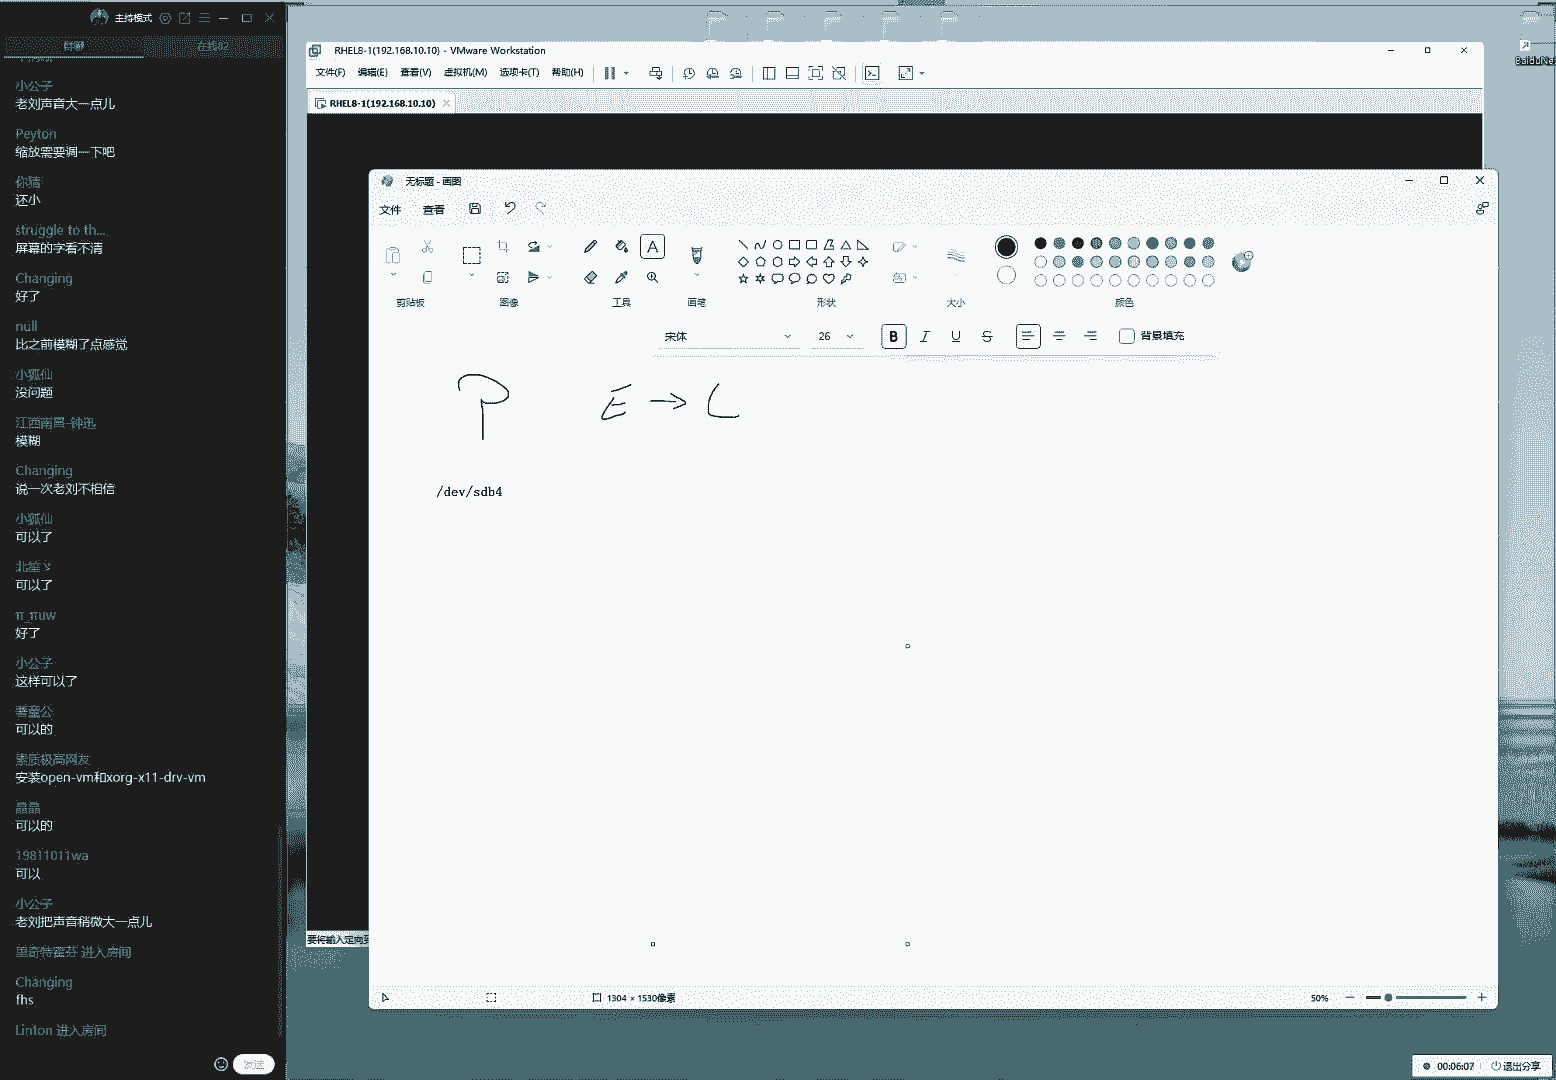 主持模式
群聊
在线82
小公子
老刘声音大一点儿
Peyton
缩放需要调一下吧
你猜
还小
struggle to th...
屏幕的字看不清
Changing
好了
null
比之前模糊了点感觉
小狐仙
没问题
江西南昌-钟迅
模糊
Changing
说一次老刘不相信
小狐仙
可以了
可以了
π_πuw
好了
小公子
这样可以了
可以的
素质极高网友
安装open-vm和xorg-x11-drv-vm
晶晶
可以的
19811011wa
可以
小公子
老刘把声音稍微大一点儿
里奇特霍芬 进入房间
Changing
fhs
Linton 进入房间
发送
RHEL8-1(192.168.10.10) - VMware Workstation
文件(F) 编辑(E) 查看(V) 虚拟机(M) 选项卡(T) 帮助(H)
RHEL8-1(192.168.10.10)
要将输入定向到
无标题 - 画图
文件 查看
剪贴板 图像 工具 画笔 形状 大小 颜色
宋体 26 B I U S 背景填充
P E → L
/dev/sdb4
1304 × 1530像素
50%
BaiduNe
00:06:07 退出分享